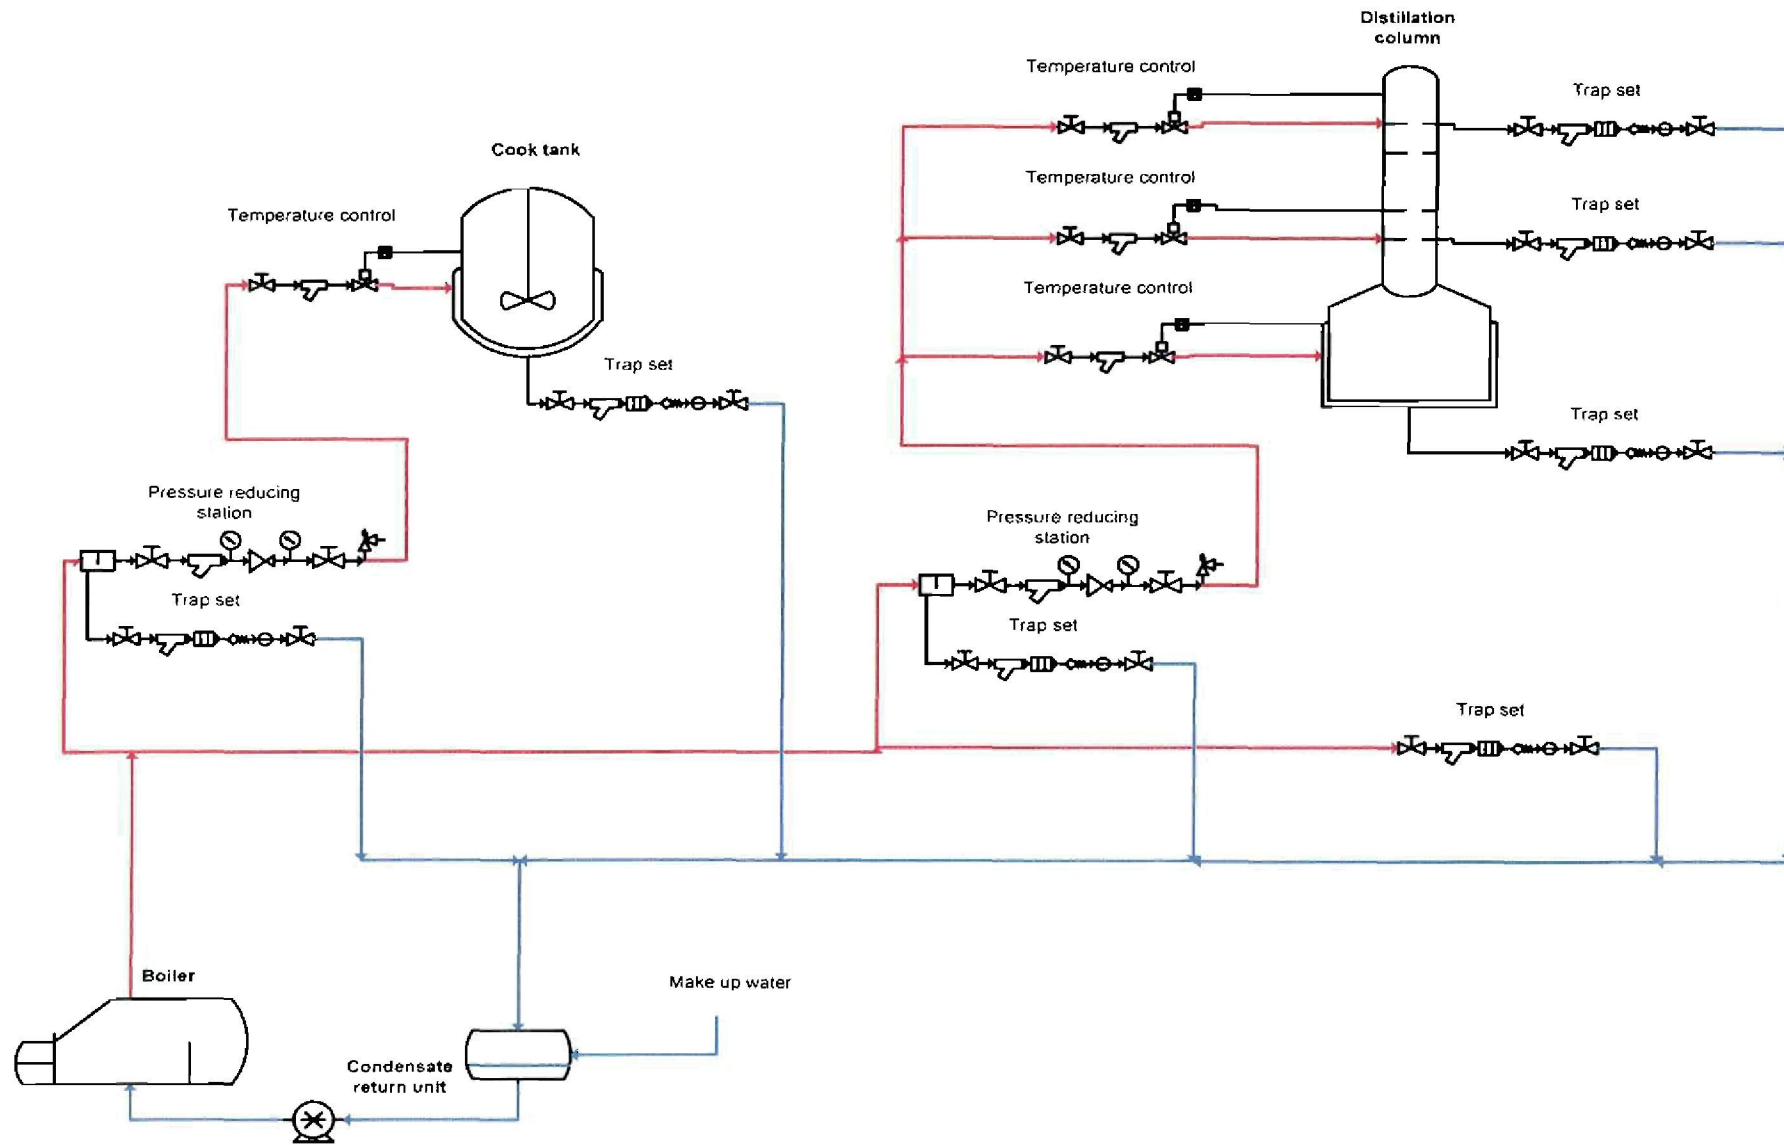 Distillation
column
Temperature control
Trap set
Cook tank
Temperature control
Trap set
Temperature control
Temperature control
Trap set
Trap set
Pressure reducing
station
Pressure reducing
station
Trap set
Trap set
Trap set
Boiler
Make up water
Condensate
return unit